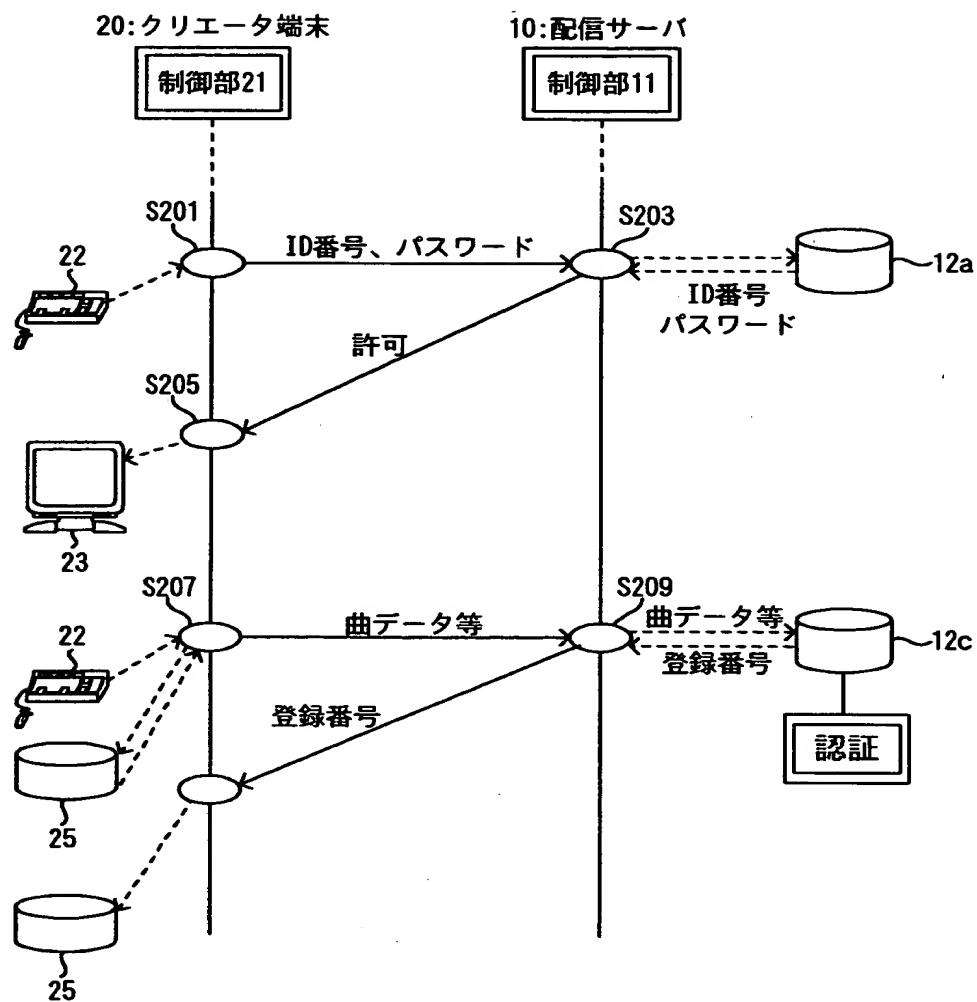 20:クリエータ端末
10:配信サーバ
制御部21
制御部11
S201
S203
22
ID番号、パスワード
12a
ID番号
パスワード
許可
S205
23
S207
S209
22
曲データ等
曲データ等
12c
登録番号
登録番号
認証
25
25